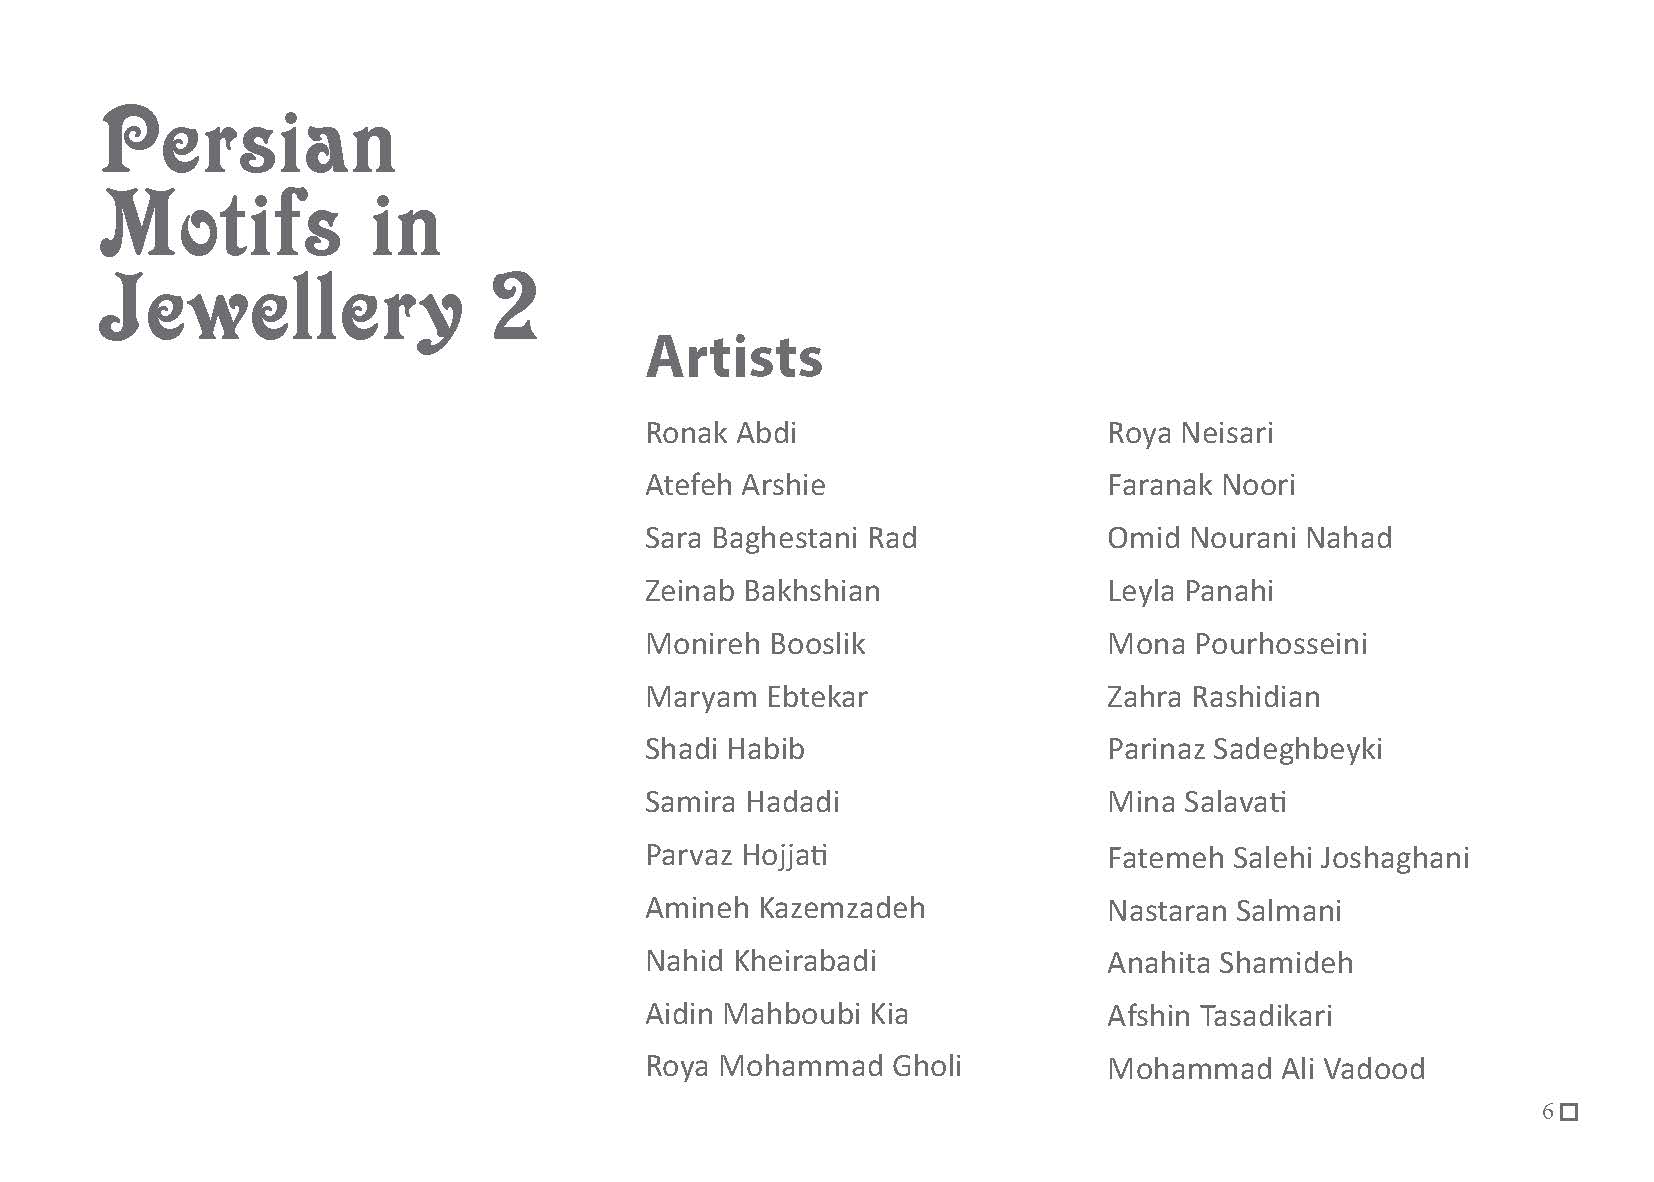 Persian
Motifs in
Jewellery 2
Artists
Ronak Abdi
Atefeh Arshie
Sara Baghestani Rad
Zeinab Bakhshian
Monireh Booslik
Maryam Ebtekar
Shadi Habib
Samira Hadadi
Parvaz Hojjati
Amineh Kazemzadeh
Nahid Kheirabadi
Aidin Mahboubi Kia
Roya Mohammad Gholi
Roya Neisari
Faranak Noori
Omid Nourani Nahad
Leyla Panahi
Mona Pourhosseini
Zahra Rashidian
Parinaz Sadeghbeyki
Mina Salavati
Fatemeh Salehi Joshaghani
Nastaran Salmani
Anahita Shamideh
Afshin Tasadikari
Mohammad Ali Vadood
6